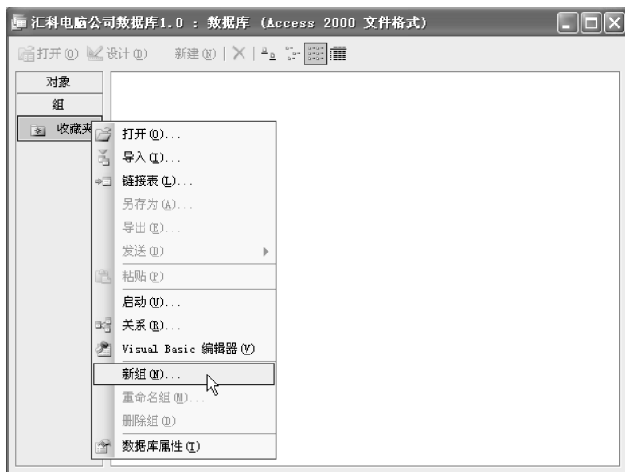 汇科电脑公司数据库1.0 : 数据库 (Access 2000 文件格式)
打开(O) 设计(D) 新建(N)
对象
组
收藏夹
打开(O)...
导入(I)...
链接表(L)...
另存为(A)...
导出(E)...
发送(D)
粘贴(P)
启动(U)...
关系(R)...
Visual Basic 编辑器(V)
新组(N)...
重命名组(M)...
删除组(D)
数据库属性(I)